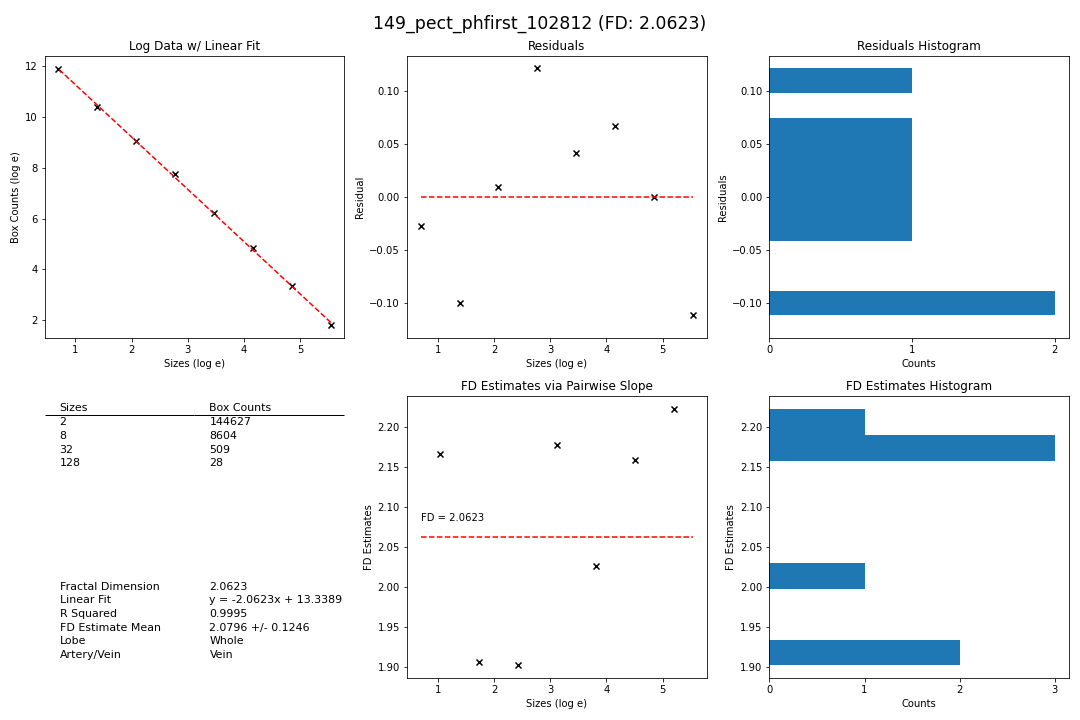 149_pect_phfirst_102812 (FD: 2.0623)
Log Data w/ Linear Fit
12
10
8
6
4
2
Box Counts (log e)
1 2 3 4 5
Sizes (log e)
Residuals
0.10
0.05
0.00
−0.05
−0.10
Residual
1 2 3 4 5
Sizes (log e)
Residuals Histogram
0.10
0.05
0.00
−0.05
−0.10
Residuals
0 1 2
Counts
Sizes Box Counts
2 144627
8 8604
32 509
128 28
Fractal Dimension 2.0623
Linear Fit y = -2.0623x + 13.3389
R Squared 0.9995
FD Estimate Mean 2.0796 +/- 0.1246
Lobe Whole
Artery/Vein Vein
FD Estimates via Pairwise Slope
2.20
2.15
2.10
2.05
2.00
1.95
1.90
FD Estimates
FD = 2.0623
1 2 3 4 5
Sizes (log e)
FD Estimates Histogram
2.20
2.15
2.10
2.05
2.00
1.95
1.90
FD Estimates
0 1 2 3
Counts